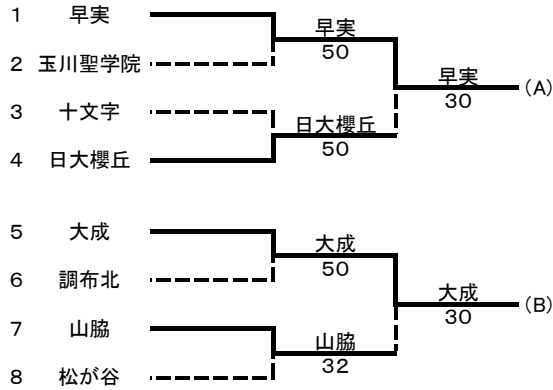 1 早実
早実
50
2 玉川聖学院
早実
30
(A)
3 十文字
日大櫻丘
50
4 日大櫻丘
5 大成
大成
50
6 調布北
大成
30
(B)
7 山脇
山脇
32
8 松が谷